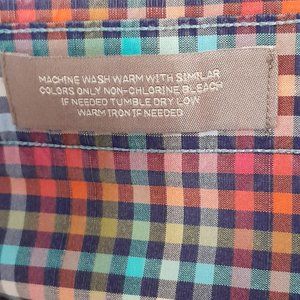 MACHINE WASH WARM WITH SIMILAR
COLORS ONLY NON-CHLORINE BLEACH
IF NEEDED TUMBLE DRY LOW
WARM IRON IF NEEDED